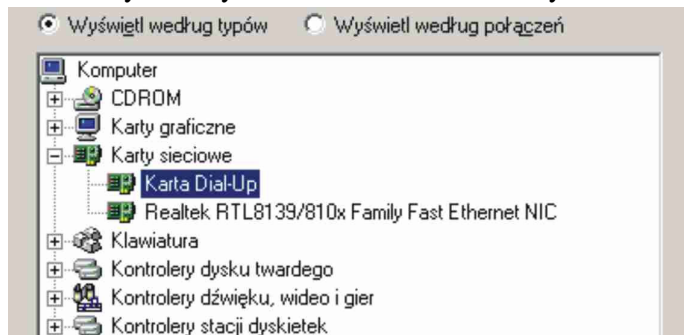 Wyświetl według typów Wyświetl według połączeń
Komputer
CDROM
Karty graficzne
Karty sieciowe
Karta Dial-Up
Realtek RTL8139/810x Family Fast Ethernet NIC
Klawiatura
Kontrolery dysku twardego
Kontrolery dźwięku, wideo i gier
Kontrolery stacji dyskietek